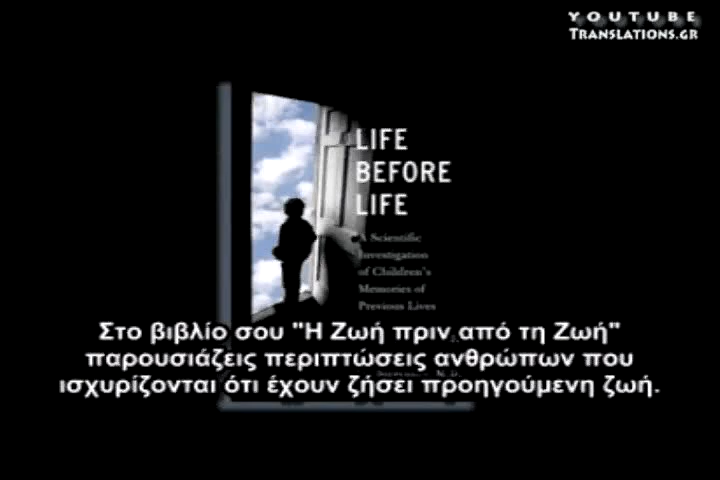 YOUTUBE
TRANSLATIONS.GR
LIFE
BEFORE
LIFE
A Scientific
Investigation
of Children's
Memories of
Previous Lives
Στο βιβλίο σου "Η Ζωή πριν από τη Ζωή"
παρουσιάζεις περιπτώσεις ανθρώπων που
ισχυρίζονται ότι έχουν ζήσει προηγούμενη ζωή.